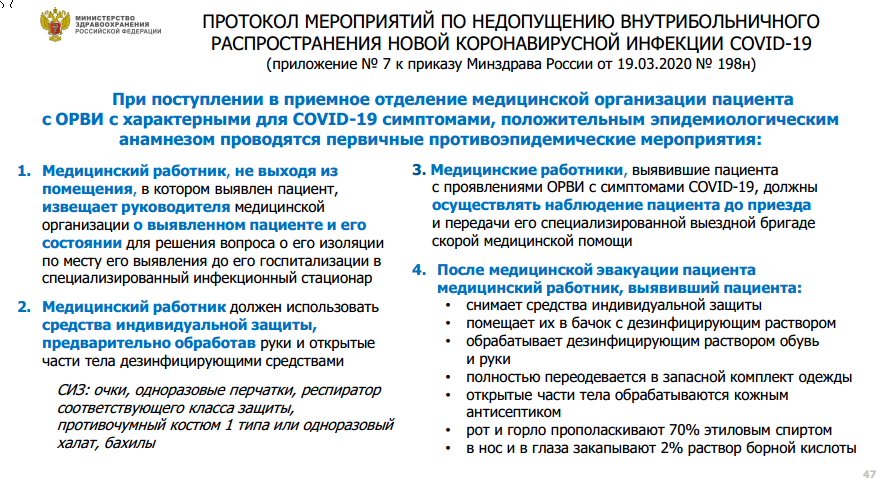 МИНИСТЕРСТВО
ЗДРАВООХРАНЕНИЯ
РОССИЙСКОЙ ФЕДЕРАЦИИ
ПРОТОКОЛ МЕРОПРИЯТИЙ ПО НЕДОПУЩЕНИЮ ВНУТРИБОЛЬНИЧНОГО
РАСПРОСТРАНЕНИЯ НОВОЙ КОРОНАВИРУСНОЙ ИНФЕКЦИИ COVID-19
(приложение № 7 к приказу Минздрава России от 19.03.2020 № 198н)
При поступлении в приемное отделение медицинской организации пациента
с ОРВИ с характерными для COVID-19 симптомами, положительным эпидемиологическим
анамнезом проводятся первичные противоэпидемические мероприятия:
1. Медицинский работник, не выходя из
помещения, в котором выявлен пациент,
извещает руководителя медицинской
организации о выявленном пациенте и его
состоянии для решения вопроса о его изоляции
по месту его выявления до его госпитализации в
специализированный инфекционный стационар
2. Медицинский работник должен использовать
средства индивидуальной защиты,
предварительно обработав руки и открытые
части тела дезинфицирующими средствами
СИЗ: очки, одноразовые перчатки, респиратор
соответствующего класса защиты,
противочумный костюм 1 типа или одноразовый
халат, бахилы
3. Медицинские работники, выявившие пациента
с проявлениями ОРВИ с симптомами COVID-19, должны
осуществлять наблюдение пациента до приезда
и передачи его специализированной выездной бригаде
скорой медицинской помощи
4. После медицинской эвакуации пациента
медицинский работник, выявивший пациента:
• снимает средства индивидуальной защиты
• помещает их в бачок с дезинфицирующим раствором
• обрабатывает дезинфицирующим раствором обувь
и руки
• полностью переодевается в запасной комплект одежды
• открытые части тела обрабатываются кожным
антисептиком
• рот и горло прополаскивают 70% этиловым спиртом
• в нос и в глаза закапывают 2% раствор борной кислоты
47